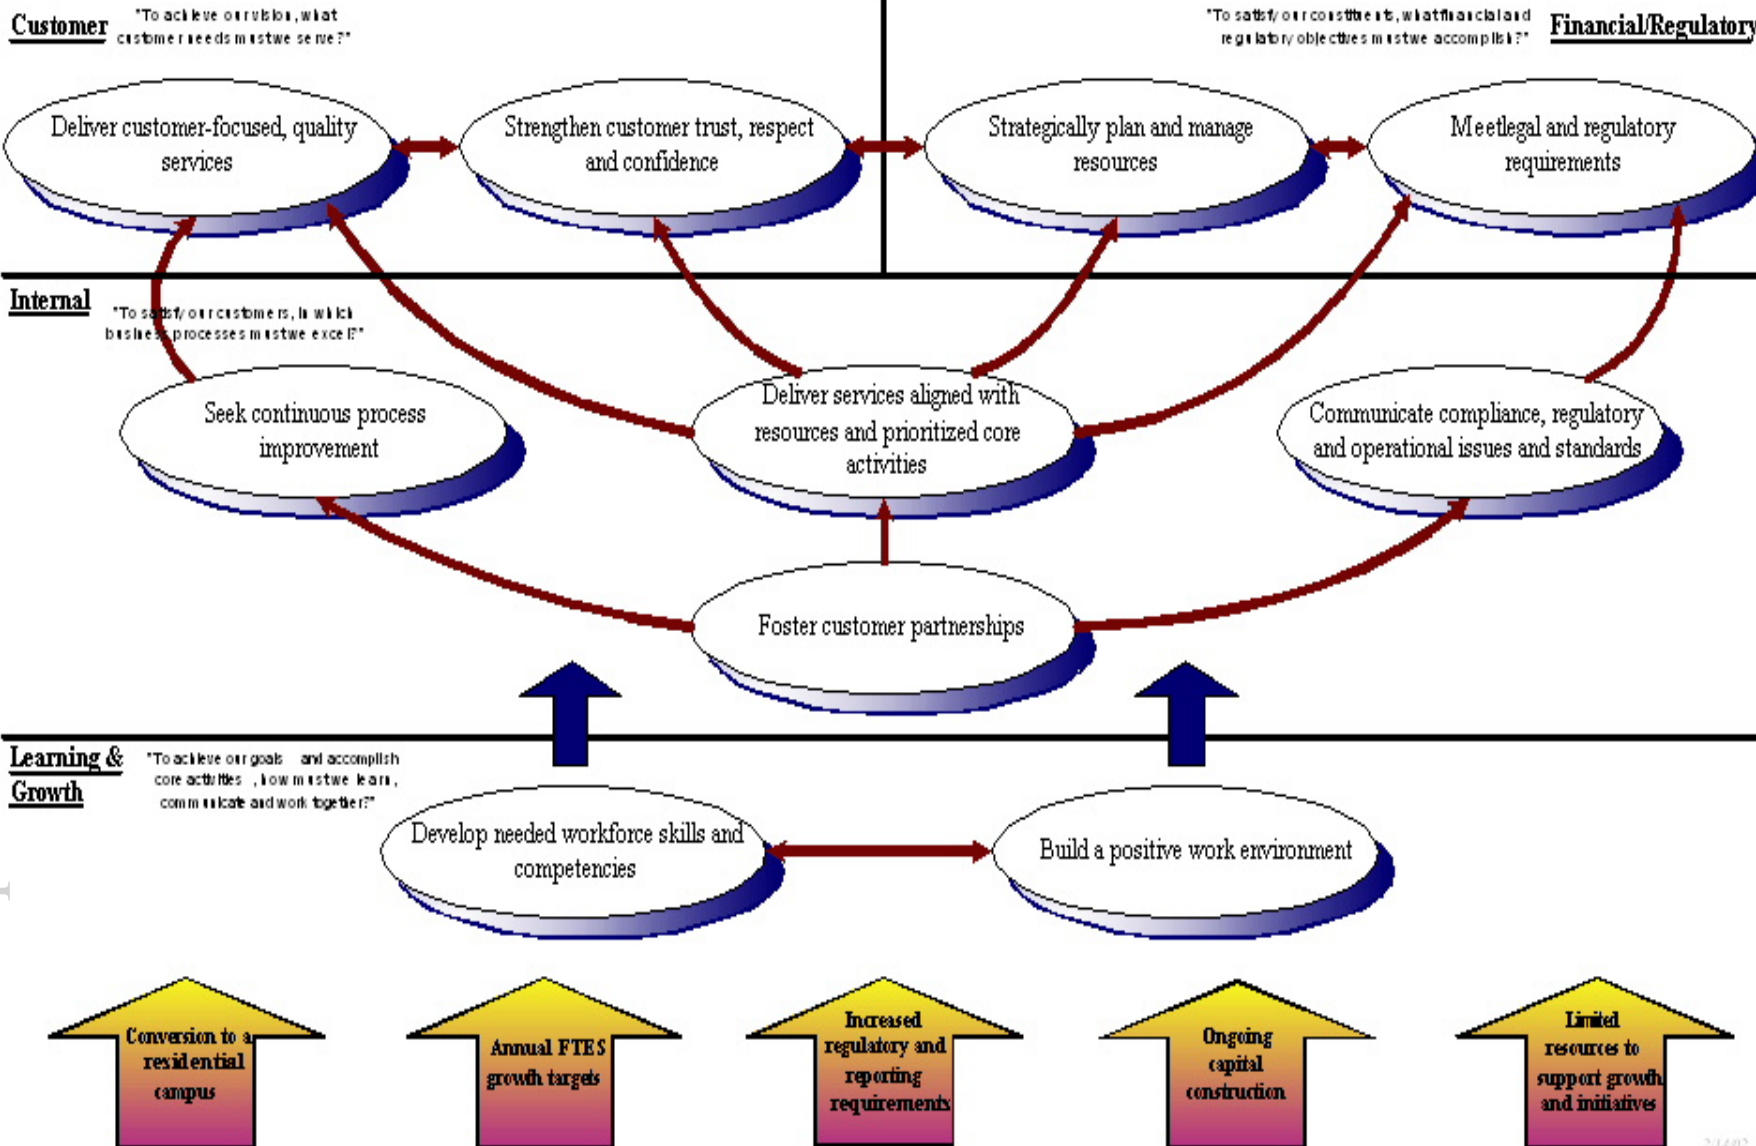 Customer
"To achieve our vision, what
customer needs must we serve?"
"To satisfy our constituents, what financial and
regulatory objectives must we accomplish?"
Financial/Regulatory
Deliver customer-focused, quality
services
Strengthen customer trust, respect
and confidence
Strategically plan and manage
resources
Meetlegal and regulatory
requirements
Internal
"To satisfy our customers, in which
business processes must we excel?"
Seek continuous process
improvement
Deliver services aligned with
resources and prioritized core
activities
Communicate compliance, regulatory
and operational issues and standards
Foster customer partnerships
Learning &
Growth
"To achieve our goals and accomplish
core activities , how must we learn,
communicate and work together?"
Develop needed workforce skills and
competencies
Build a positive work environment
Conversion to a
residential
campus
Annual FTES
growth targets
Increased
regulatory and
reporting
requirements
Ongoing
capital
construction
Limited
resources to
support growth
and initiatives